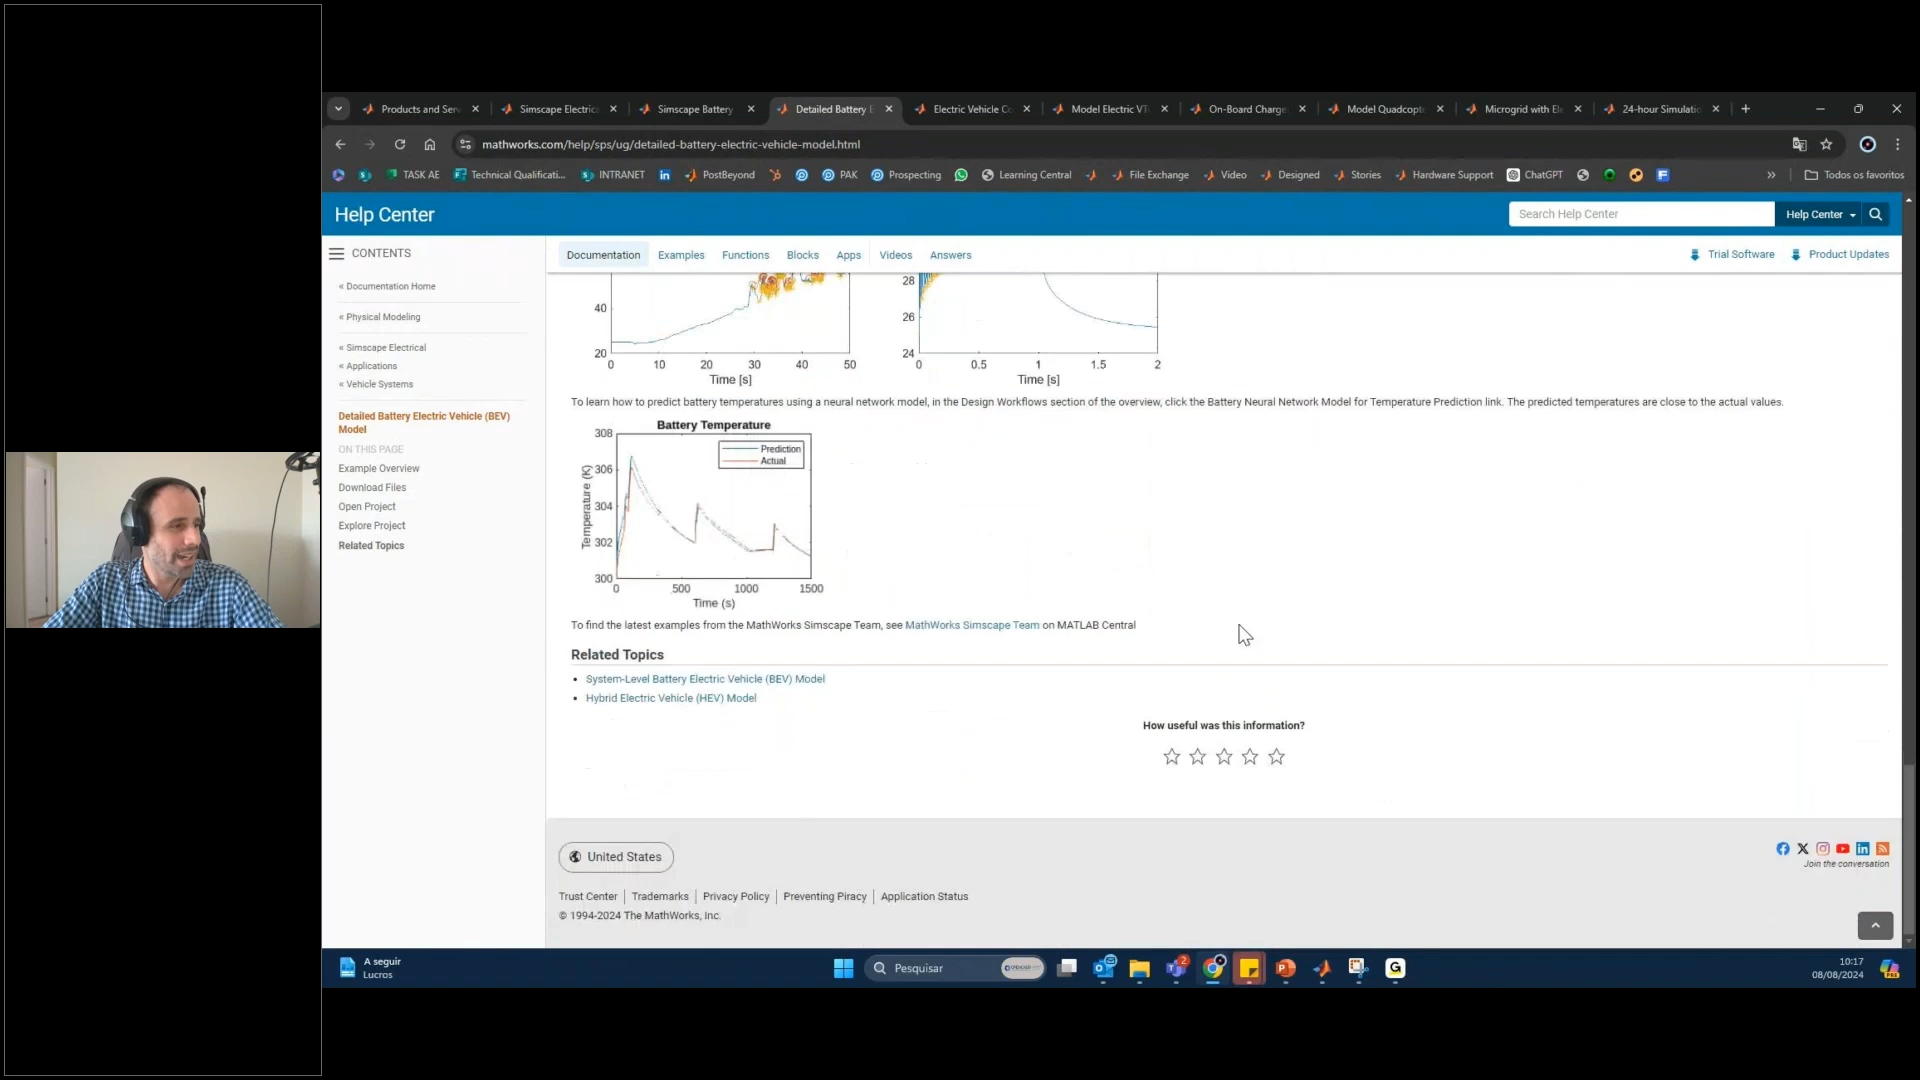 Products and Serv
Simscape Electrica
Simscape Battery
Detailed Battery E
Electric Vehicle Co
Model Electric VT
On-Board Charge
Model Quadcopt
Microgrid with Ele
24-hour Simulatio
mathworks.com/help/sps/ug/detailed-battery-electric-vehicle-model.html
TASK AE
Technical Qualificati...
INTRANET
PostBeyond
PAK
Prospecting
Learning Central
File Exchange
Video
Designed
Stories
Hardware Support
ChatGPT
Todos os favoritos
Help Center
Search Help Center
Help Center
CONTENTS
Documentation
Examples
Functions
Blocks
Apps
Videos
Answers
Trial Software
Product Updates
« Documentation Home
« Physical Modeling
« Simscape Electrical
« Applications
« Vehicle Systems
Detailed Battery Electric Vehicle (BEV)
Model
ON THIS PAGE
Example Overview
Download Files
Open Project
Explore Project
Related Topics
40
20
0 10 20 30 40 50
Time [s]
28
26
24
0 0.5 1 1.5 2
Time [s]
To learn how to predict battery temperatures using a neural network model, in the Design Workflows section of the overview, click the Battery Neural Network Model for Temperature Prediction link. The predicted temperatures are close to the actual values.
Battery Temperature
308
306
304
302
300
Temperature (K)
Prediction
Actual
0 500 1000 1500
Time (s)
To find the latest examples from the MathWorks Simscape Team, see MathWorks Simscape Team on MATLAB Central
Related Topics
• System-Level Battery Electric Vehicle (BEV) Model
• Hybrid Electric Vehicle (HEV) Model
How useful was this information?
United States
Join the conversation
Trust Center
Trademarks
Privacy Policy
Preventing Piracy
Application Status
© 1994-2024 The MathWorks, Inc.
A seguir
Lucros
Pesquisar
2
10:17
08/08/2024